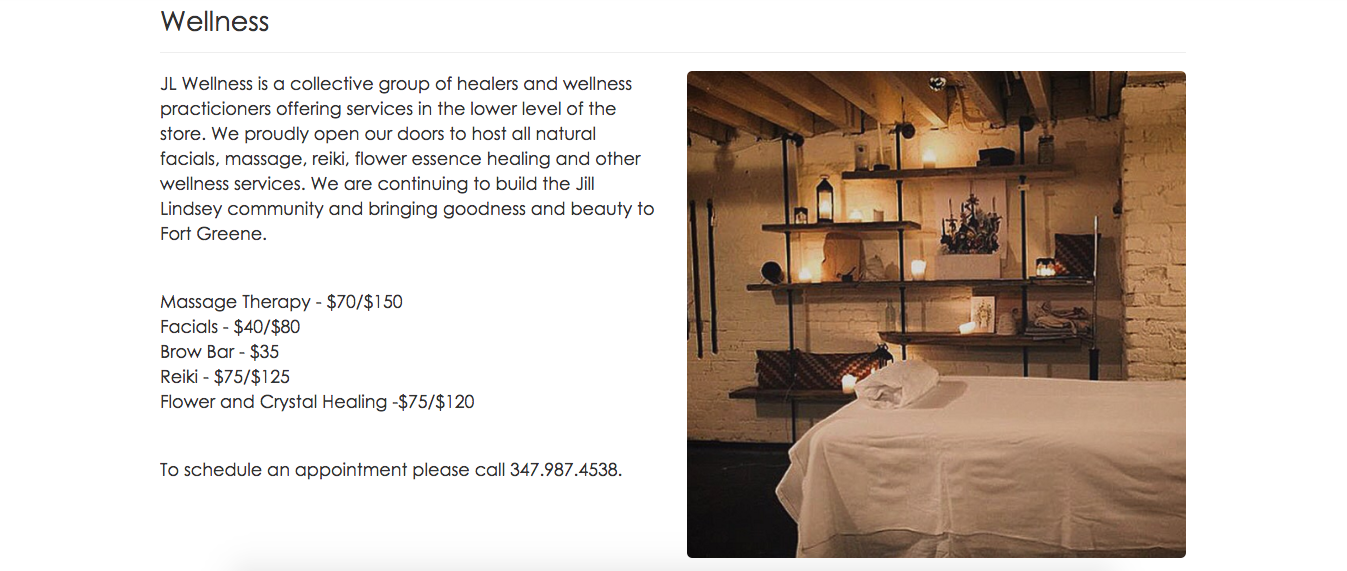 Wellness
JL Wellness is a collective group of healers and wellness
practicioners offering services in the lower level of the
store. We proudly open our doors to host all natural
facials, massage, reiki, flower essence healing and other
wellness services. We are continuing to build the Jill
Lindsey community and bringing goodness and beauty to
Fort Greene.
Massage Therapy - $70/$150
Facials - $40/$80
Brow Bar - $35
Reiki - $75/$125
Flower and Crystal Healing -$75/$120
To schedule an appointment please call 347.987.4538.